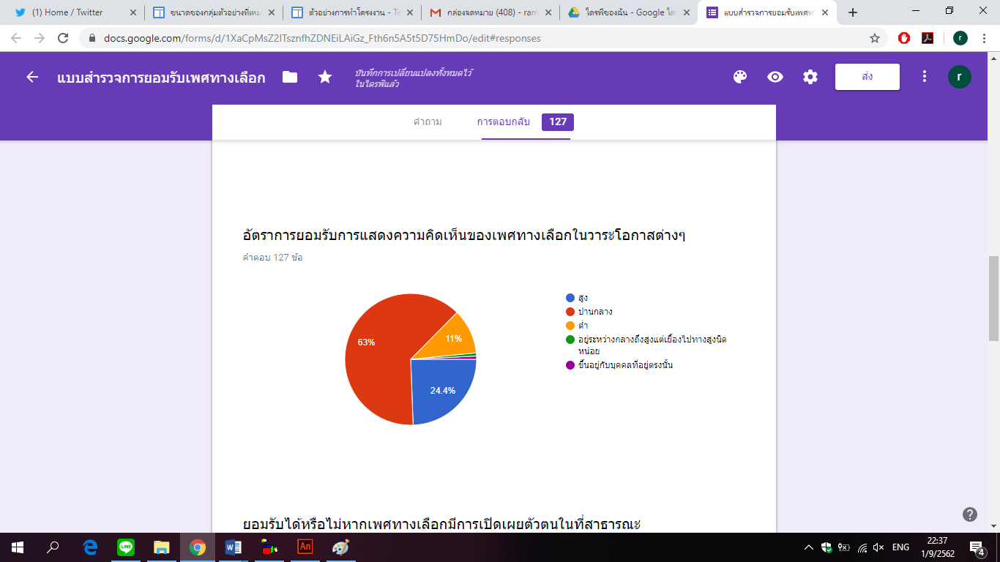 (1) Home / Twitter
ขนาดของกลุ่มตัวอย่างที่เหม
ตัวอย่างการทำโครงงาน - Te
กล่องจดหมาย (408) - ram
ไดรฟ์ของฉัน - Google ไดร
แบบสำรวจการยอมรับเพศทา
docs.google.com/forms/d/1XaCpMsZ2ITsznfhZDNEiLAiGz_Fth6n5A5t5D75HmDo/edit#responses
r
แบบสำรวจการยอมรับเพศทางเลือก
บันทึกการเปลี่ยนแปลงทั้งหมดไว้
ในไดรฟ์แล้ว
ส่ง
r
คำถาม
การตอบกลับ
127
อัตราการยอมรับการแสดงความคิดเห็นของเพศทางเลือกในวาระโอกาสต่างๆ
คำตอบ 127 ข้อ
63%
11%
24.4%
สูง
ปานกลาง
ต่ำ
อยู่ระหว่างกลางถึงสูงแต่เยื้องไปทางสูงนิด
หน่อย
ขึ้นอยู่กับบุคคลที่อยู่ตรงนั้น
ยอมรับได้หรือไม่หากเพศทางเลือกมีการเปิดเผยตัวตนในที่สาธารณะ
LINE
An
ENG
22:37
1/9/2562
4